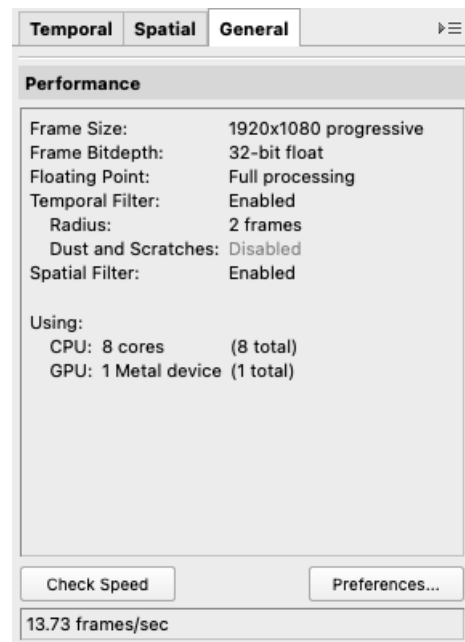 Temporal Spatial General
Performance
Frame Size: 1920x1080 progressive
Frame Bitdepth: 32-bit float
Floating Point: Full processing
Temporal Filter: Enabled
Radius: 2 frames
Dust and Scratches: Disabled
Spatial Filter: Enabled
Using:
CPU: 8 cores (8 total)
GPU: 1 Metal device (1 total)
Check Speed Preferences...
13.73 frames/sec